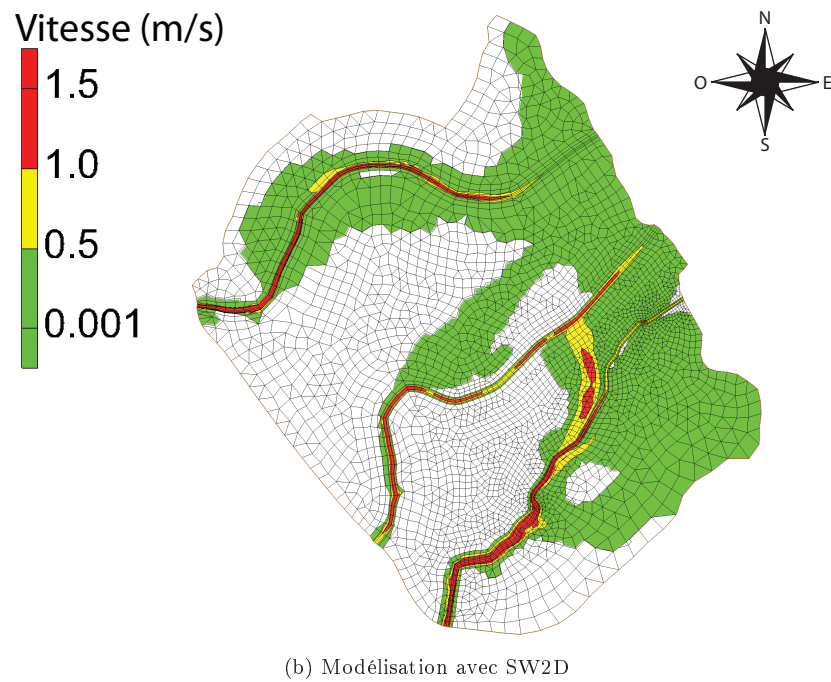 Vitesse (m/s)
1.5
1.0
0.5
0.001
N
O
E
S
(b) Modélisation avec SW2D